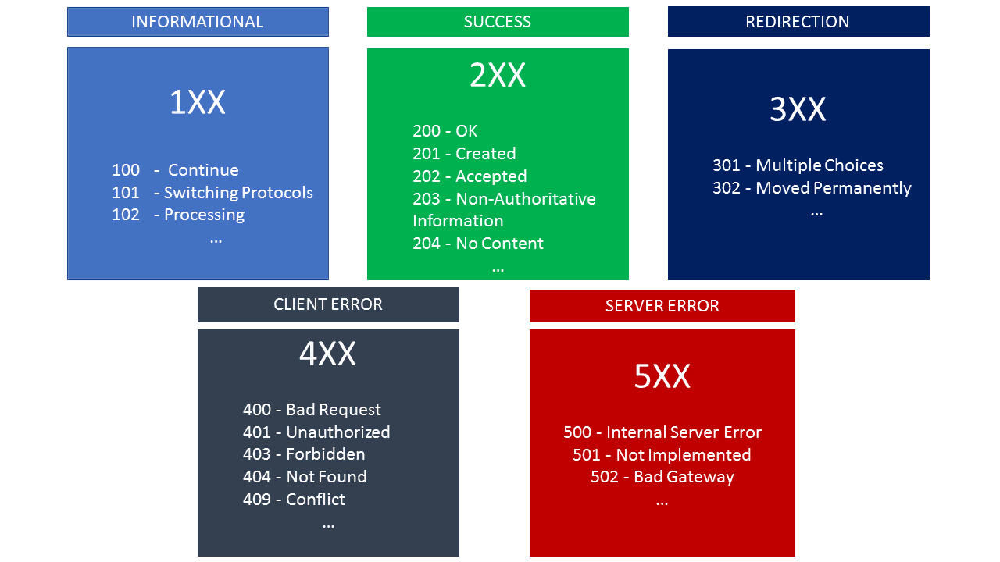 INFORMATIONAL
1XX
100 - Continue
101 - Switching Protocols
102 - Processing
...
SUCCESS
2XX
200 - OK
201 - Created
202 - Accepted
203 - Non-Authoritative
Information
204 - No Content
...
REDIRECTION
3XX
301 - Multiple Choices
302 - Moved Permanently
...
CLIENT ERROR
4XX
400 - Bad Request
401 - Unauthorized
403 - Forbidden
404 - Not Found
409 - Conflict
...
SERVER ERROR
5XX
500 - Internal Server Error
501 - Not Implemented
502 - Bad Gateway
...